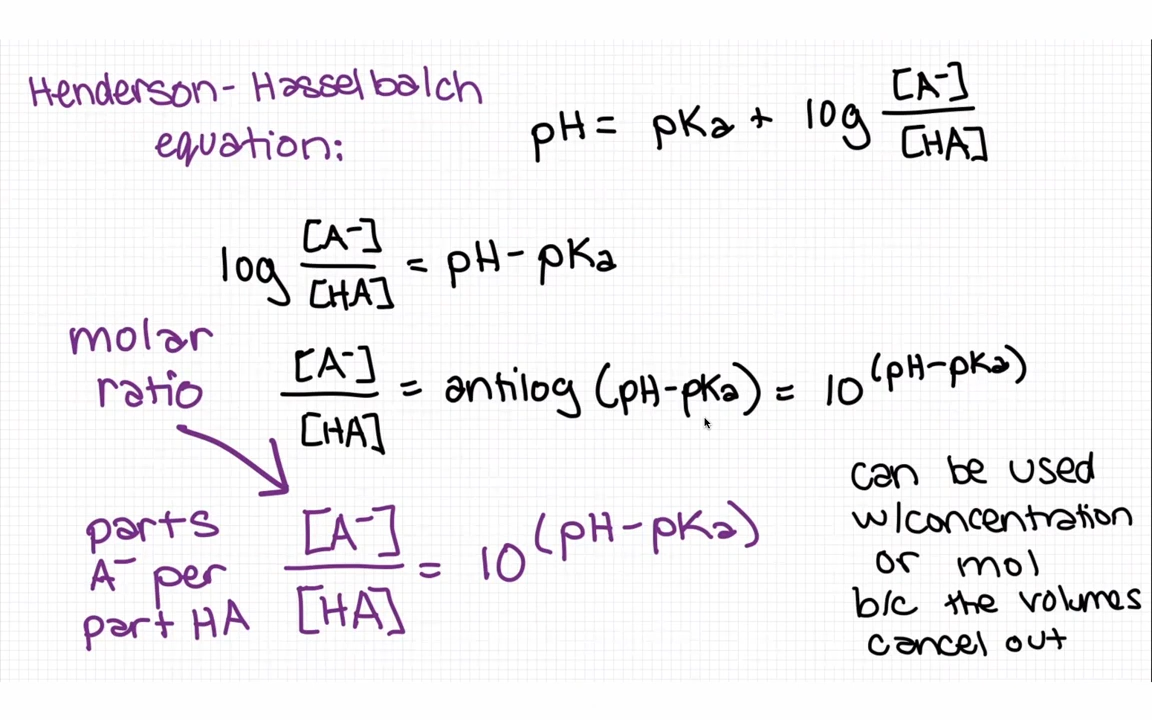 Henderson-Hasselbalch
equation:
pH = pKa + log [A⁻]/[HA]
log [A⁻]/[HA] = pH - pKa
molar
ratio
[A⁻]/[HA] = antilog (pH-pKa) = 10^(pH-pKa)
parts
A⁻ per
part HA
[A⁻]/[HA] = 10^(pH-pKa)
can be used
w/concentration
or mol
b/c the volumes
cancel out